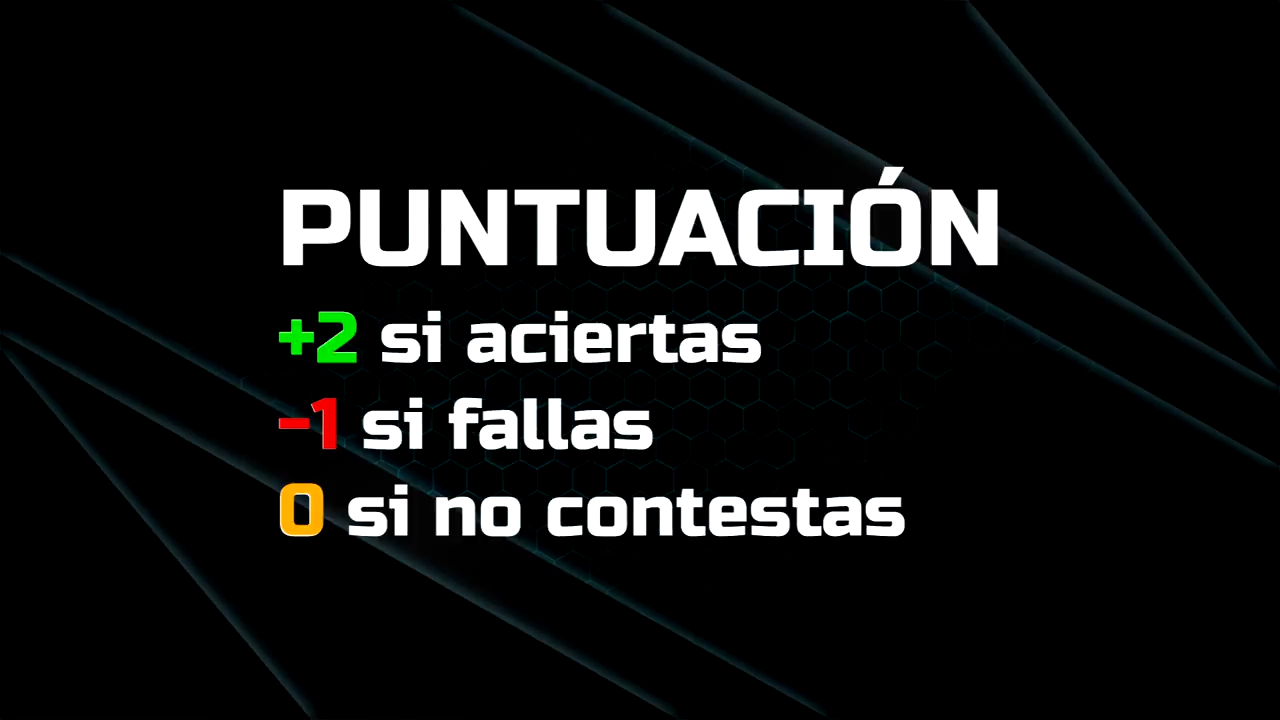 PUNTUACIÓN
+2 si aciertas
-1 si fallas
0 si no contestas